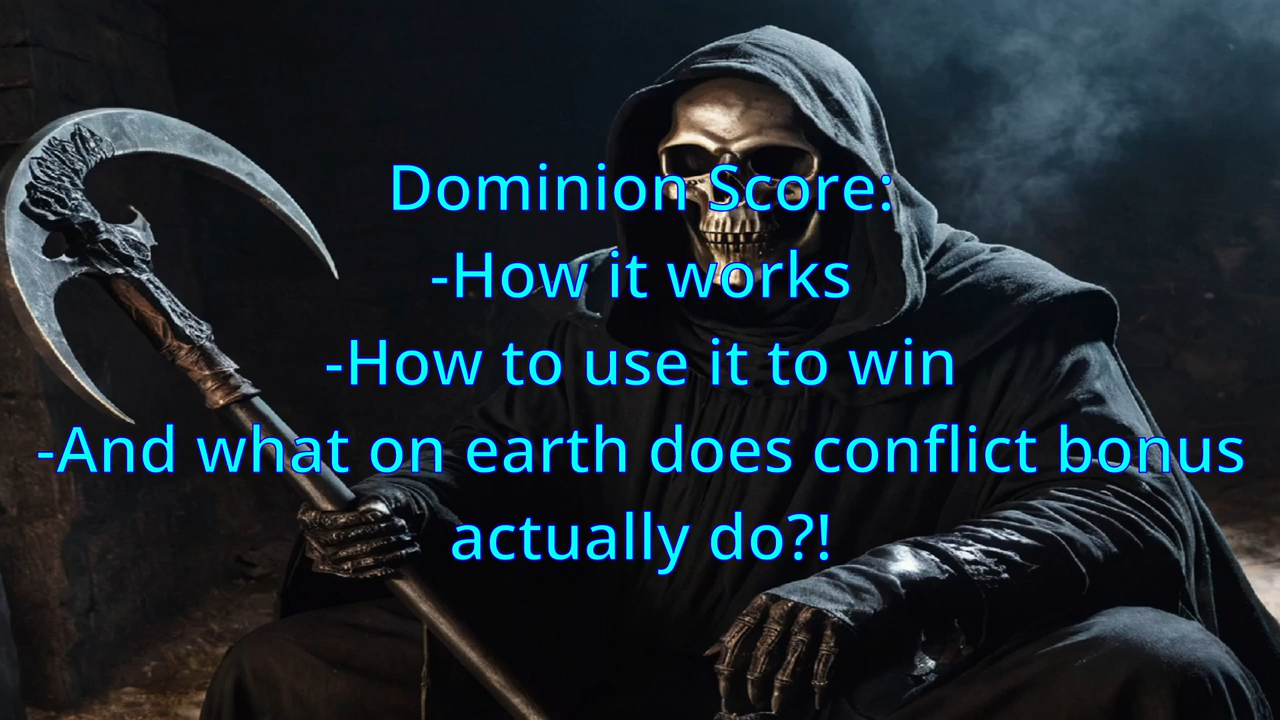 Dominion Score:
-How it works
-How to use it to win
-And what on earth does conflict bonus
actually do?!